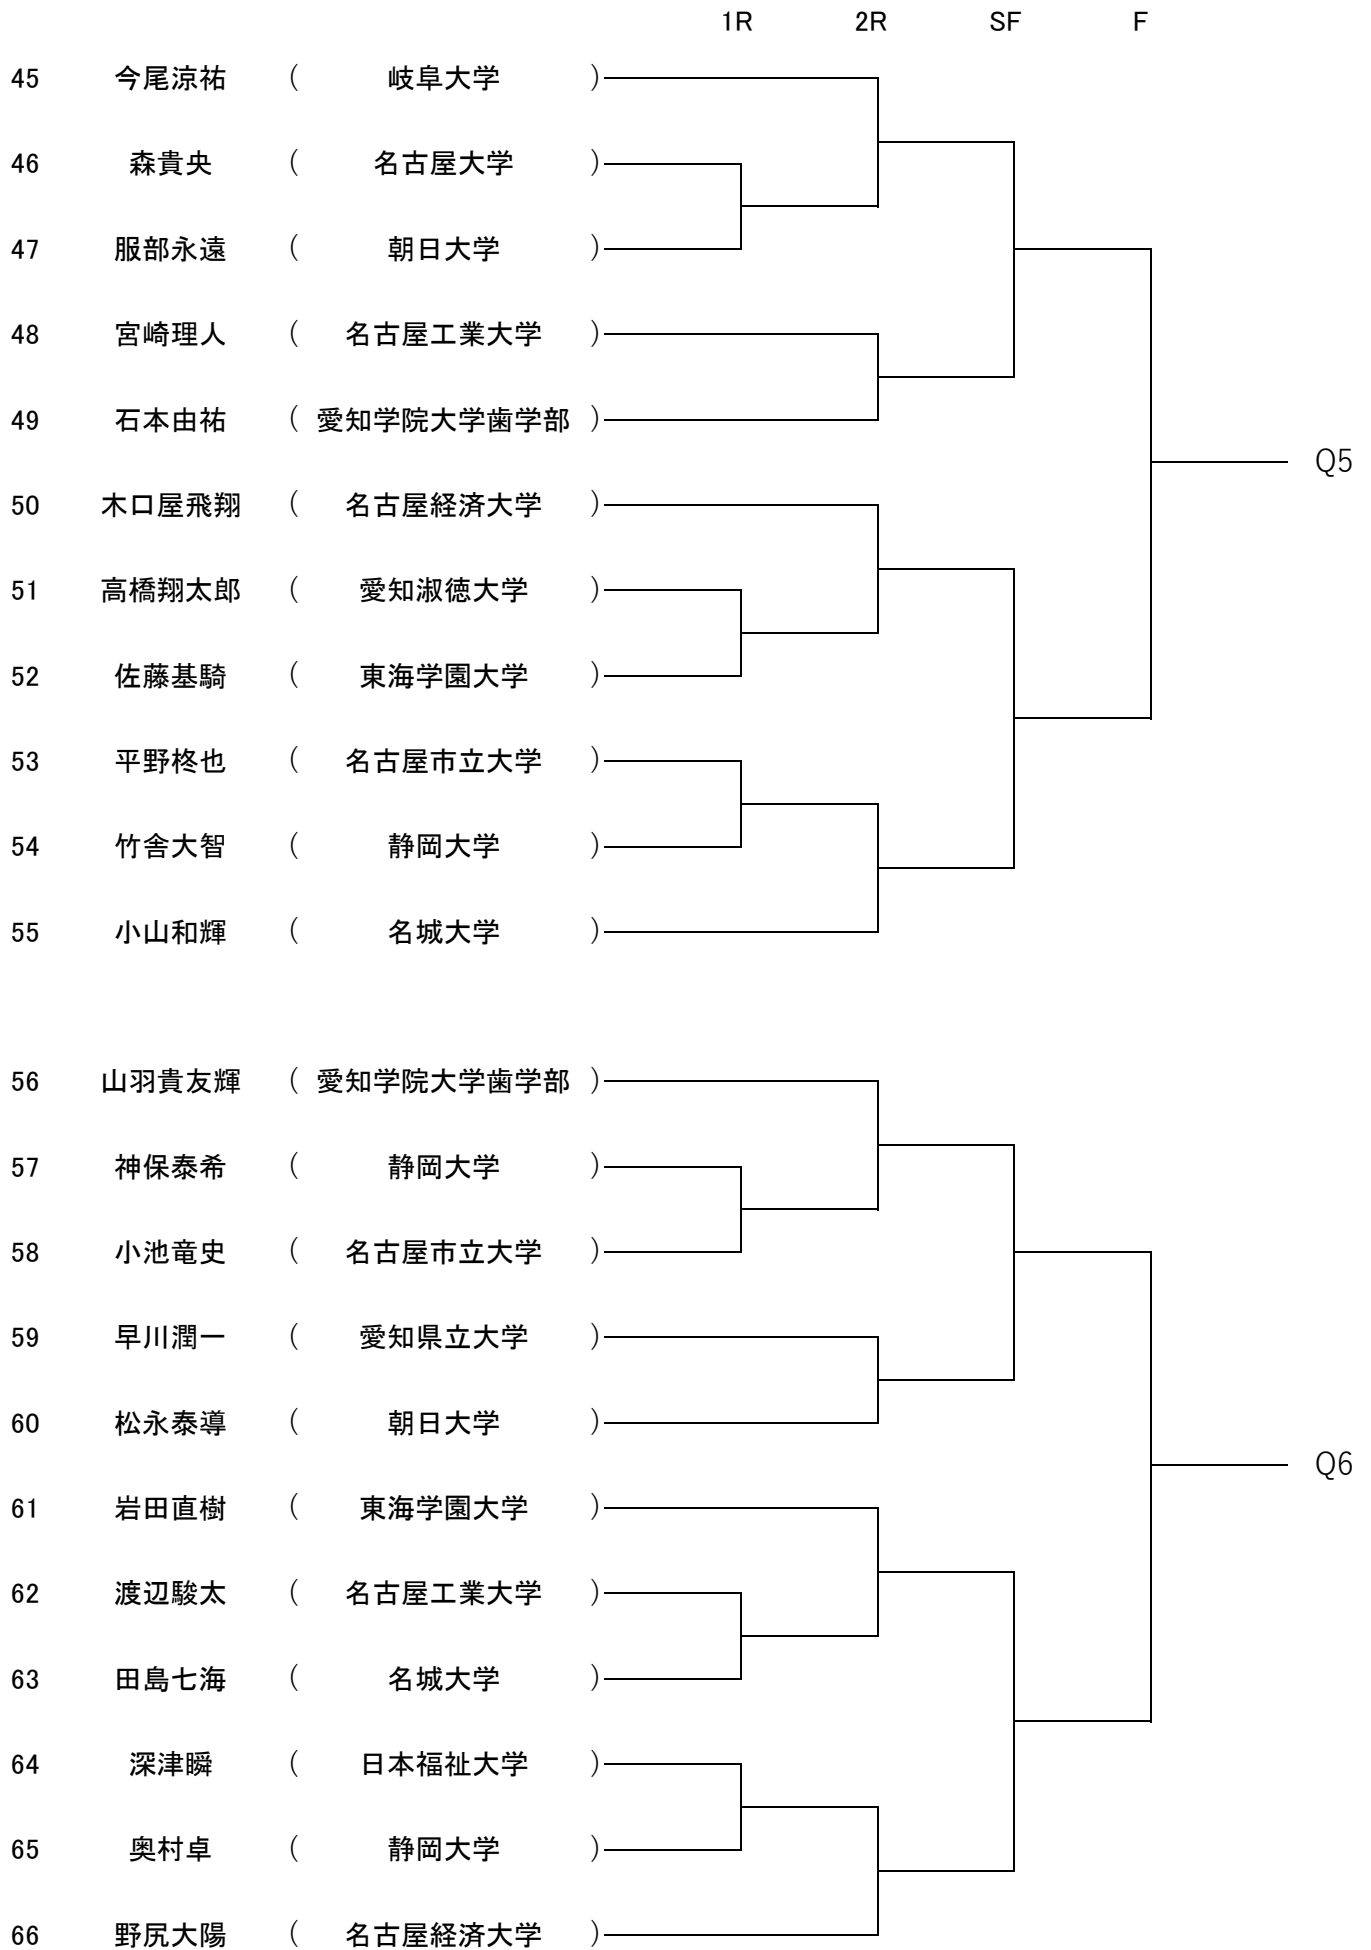 1R 2R SF F
45 今尾涼祐 ( 岐阜大学 )
46 森貴央 ( 名古屋大学 )
47 服部永遠 ( 朝日大学 )
48 宮崎理人 ( 名古屋工業大学 )
49 石本由祐 ( 愛知学院大学歯学部 )
Q5
50 木口屋飛翔 ( 名古屋経済大学 )
51 高橋翔太郎 ( 愛知淑徳大学 )
52 佐藤基騎 ( 東海学園大学 )
53 平野柊也 ( 名古屋市立大学 )
54 竹舎大智 ( 静岡大学 )
55 小山和輝 ( 名城大学 )
56 山羽貴友輝 ( 愛知学院大学歯学部 )
57 神保泰希 ( 静岡大学 )
58 小池竜史 ( 名古屋市立大学 )
59 早川潤一 ( 愛知県立大学 )
60 松永泰導 ( 朝日大学 )
Q6
61 岩田直樹 ( 東海学園大学 )
62 渡辺駿太 ( 名古屋工業大学 )
63 田島七海 ( 名城大学 )
64 深津瞬 ( 日本福祉大学 )
65 奥村卓 ( 静岡大学 )
66 野尻大陽 ( 名古屋経済大学 )